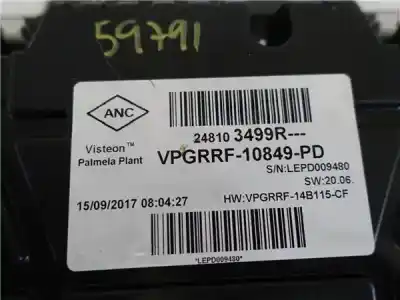 59791
ANC
24810 3499R---
Visteon™
Palmela Plant
VPGRRF-10849-PD
S/N:LEPD009480
SW:20.06.
15/09/2017 08:04:27
HW:VPGRRF-14B115-CF
*LEPD009480*